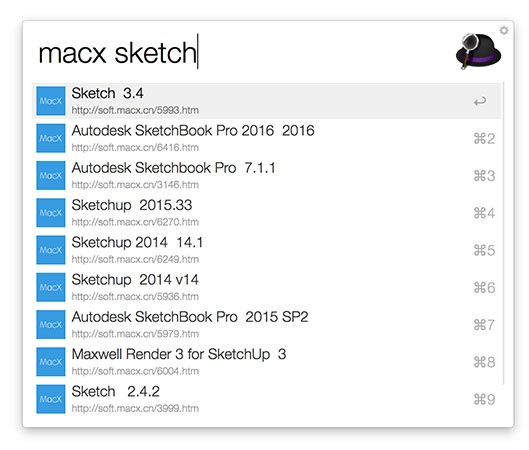 macx sketch
MacX
Sketch  3.4
http://soft.macx.cn/5993.htm
↩
MacX
Autodesk SketchBook Pro 2016  2016
http://soft.macx.cn/6416.htm
⌘2
MacX
Autodesk Sketchbook Pro  7.1.1
http://soft.macx.cn/3146.htm
⌘3
MacX
Sketchup  2015.33
http://soft.macx.cn/6270.htm
⌘4
MacX
Sketchup 2014  14.1
http://soft.macx.cn/6249.htm
⌘5
MacX
Sketchup  2014 v14
http://soft.macx.cn/5936.htm
⌘6
MacX
Autodesk SketchBook Pro  2015 SP2
http://soft.macx.cn/5979.htm
⌘7
MacX
Maxwell Render 3 for SketchUp  3
http://soft.macx.cn/6004.htm
⌘8
MacX
Sketch   2.4.2
http://soft.macx.cn/3999.htm
⌘9